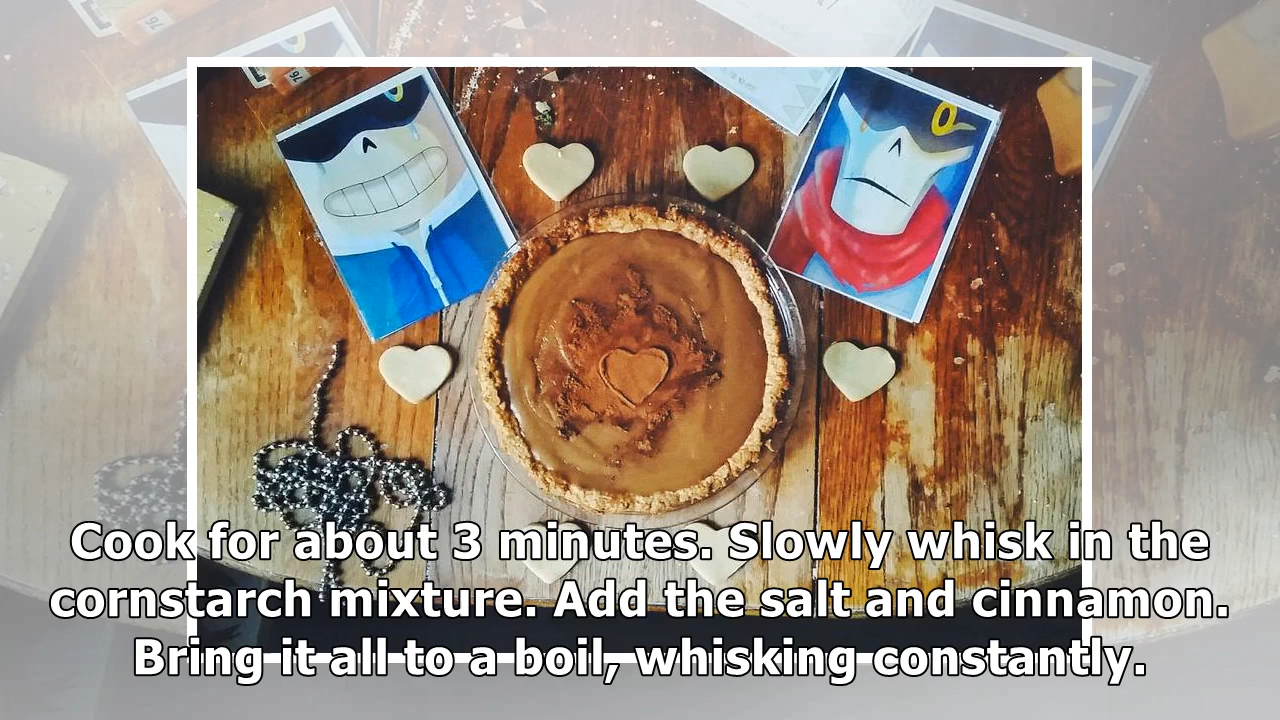 Cook for about 3 minutes. Slowly whisk in the
cornstarch mixture. Add the salt and cinnamon.
Bring it all to a boil, whisking constantly.